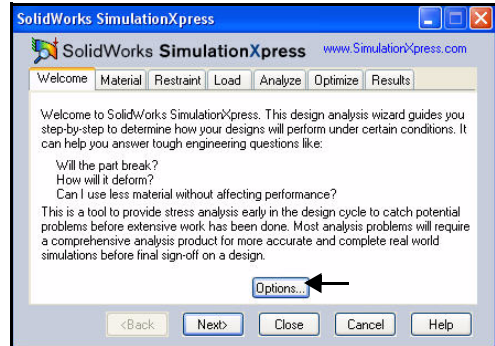 SolidWorks SimulationXpress
SolidWorks SimulationXpress www.SimulationXpress.com
Welcome Material Restraint Load Analyze Optimize Results
Welcome to SolidWorks SimulationXpress. This design analysis wizard guides you
step-by-step to determine how your designs will perform under certain conditions. It
can help you answer tough engineering questions like:
Will the part break?
How will it deform?
Can I use less material without affecting performance?
This is a tool to provide stress analysis early in the design cycle to catch potential
problems before extensive work has been done. Most analysis problems will require
a comprehensive analysis product for more accurate and complete real world
simulations before final sign-off on a design.
Options...
<Back Next> Close Cancel Help